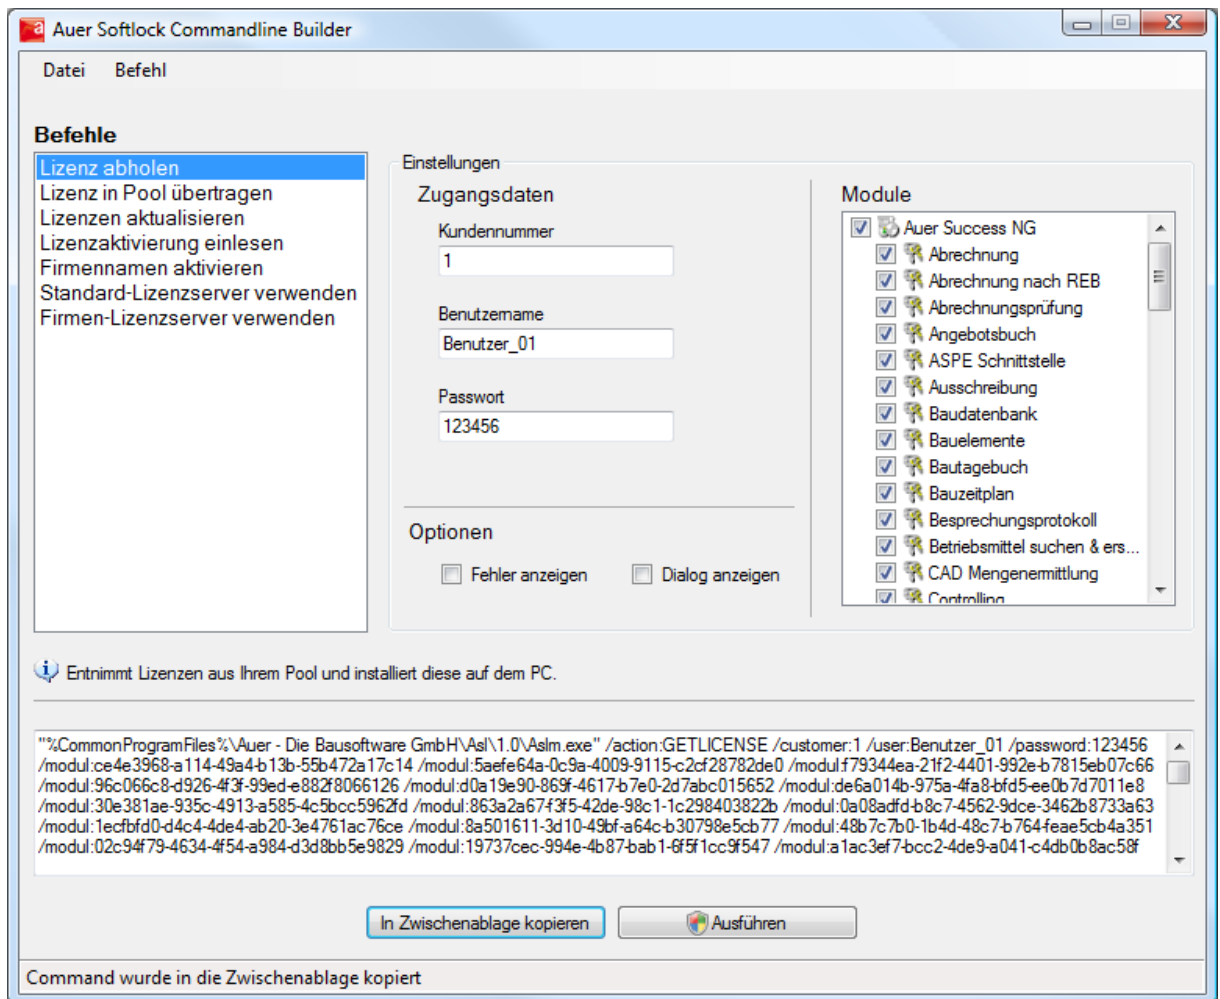 Auer Softlock Commandline Builder
Datei Befehl
Befehle
Lizenz abholen
Lizenz in Pool übertragen
Lizenzen aktualisieren
Lizenzaktivierung einlesen
Firmennamen aktivieren
Standard-Lizenzserver verwenden
Firmen-Lizenzserver verwenden
Einstellungen
Zugangsdaten
Kundennummer
1
Benutzername
Benutzer_01
Passwort
123456
Optionen
Fehler anzeigen
Dialog anzeigen
Module
Auer Success NG
Abrechnung
Abrechnung nach REB
Abrechnungsprüfung
Angebotsbuch
ASPE Schnittstelle
Ausschreibung
Baudatenbank
Bauelemente
Bautagebuch
Bauzeitplan
Besprechungsprotokoll
Betriebsmittel suchen & ers...
CAD Mengenermittlung
Controlling
Entnimmt Lizenzen aus Ihrem Pool und installiert diese auf dem PC.
"%CommonProgramFiles%\Auer - Die Bausoftware GmbH\Asl\1.0\Aslm.exe" /action:GETLICENSE /customer:1 /user:Benutzer_01 /password:123456
/modul:ce4e3968-a114-49a4-b13b-55b472a17c14 /modul:5aefe64a-0c9a-4009-9115-c2cf28782de0 /modul:f79344ea-21f2-4401-992e-b7815eb07c66
/modul:96c066c8-d926-4f3f-99ed-e882f8066126 /modul:d0a19e90-869f-4617-b7e0-2d7abc015652 /modul:de6a014b-975a-4fa8-bfd5-ee0b7d7011e8
/modul:30e381ae-935c-4913-a585-4c5bcc5962fd /modul:863a2a67-f3f5-42de-98c1-1c298403822b /modul:0a08adfd-b8c7-4562-9dce-3462b8733a63
/modul:1ecfbfd0-d4c4-4de4-ab20-3e4761ac76ce /modul:8a501611-3d10-49bf-a64c-b30798e5cb77 /modul:48b7c7b0-1b4d-48c7-b764-feae5cb4a351
/modul:02c94f79-4634-4f54-a984-d3d8bb5e9829 /modul:19737cec-994e-4b87-bab1-6f5f1cc9f547 /modul:a1ac3ef7-bcc2-4de9-a041-c4db0b8ac58f
In Zwischenablage kopieren
Ausführen
Command wurde in die Zwischenablage kopiert